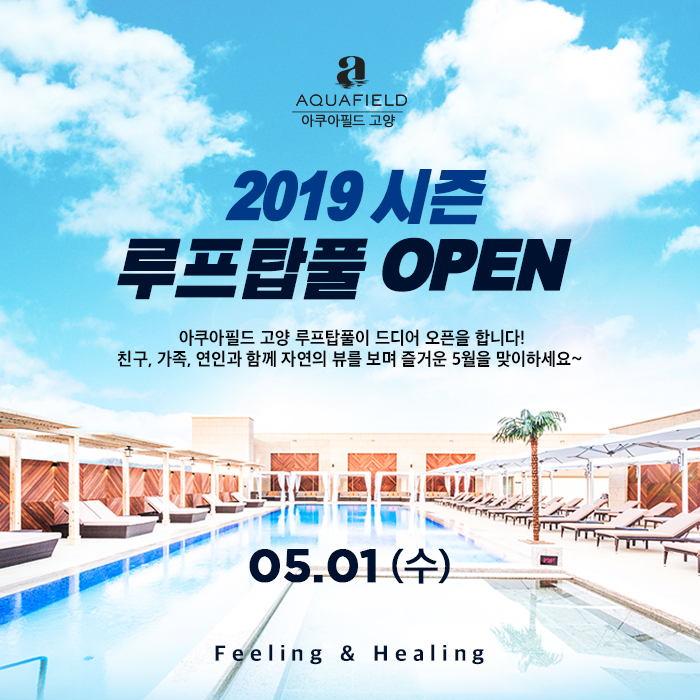 a
AQUAFIELD
아쿠아필드 고양
2019 시즌
루프탑풀 OPEN
아쿠아필드 고양 루프탑풀이 드디어 오픈을 합니다!
친구, 가족, 연인과 함께 자연의 뷰를 보며 즐거운 5월을 맞이하세요~
05.01 (수)
Feeling & Healing